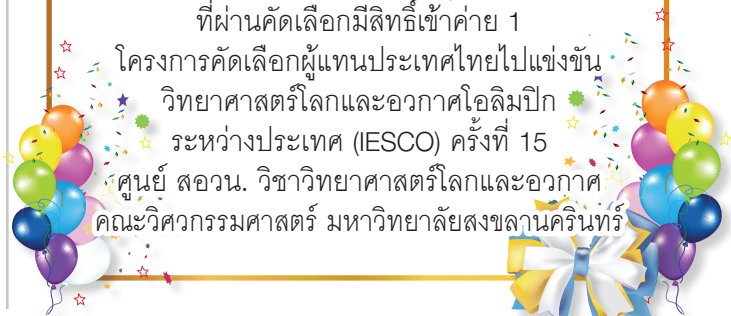 ที่ผ่านคัดเลือกมีสิทธิ์เข้าค่าย 1
โครงการคัดเลือกผู้แทนประเทศไทยไปแข่งขัน
วิทยาศาสตร์โลกและอวกาศโอลิมปิก
ระหว่างประเทศ (IESCO) ครั้งที่ 15
ศูนย์ สอวน. วิชาวิทยาศาสตร์โลกและอวกาศ
คณะวิศวกรรมศาสตร์ มหาวิทยาลัยสงขลานครินทร์